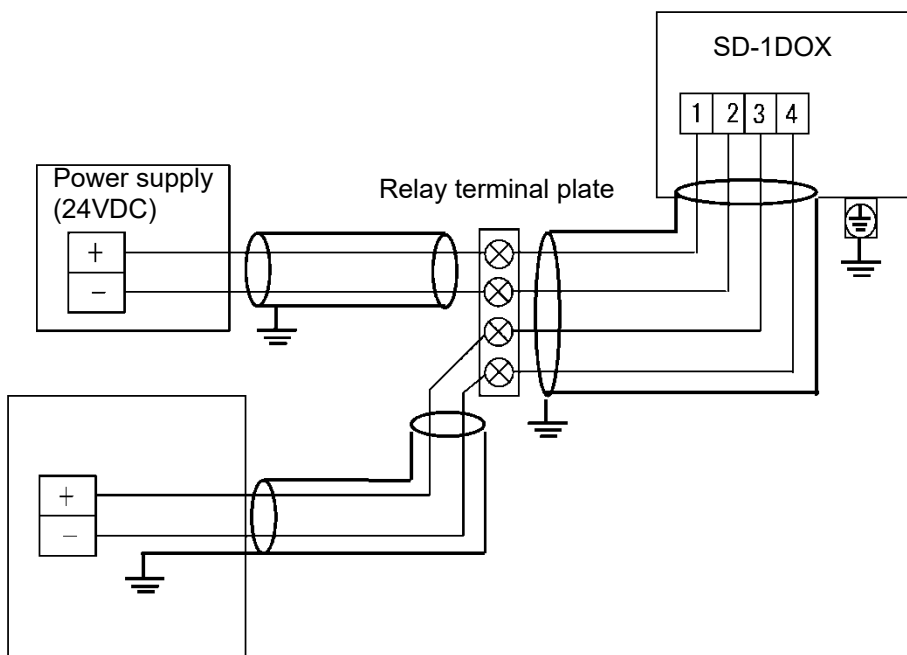 SD-1DOX
1 2 3 4
Power supply
(24VDC)
Relay terminal plate
+
−
+
−